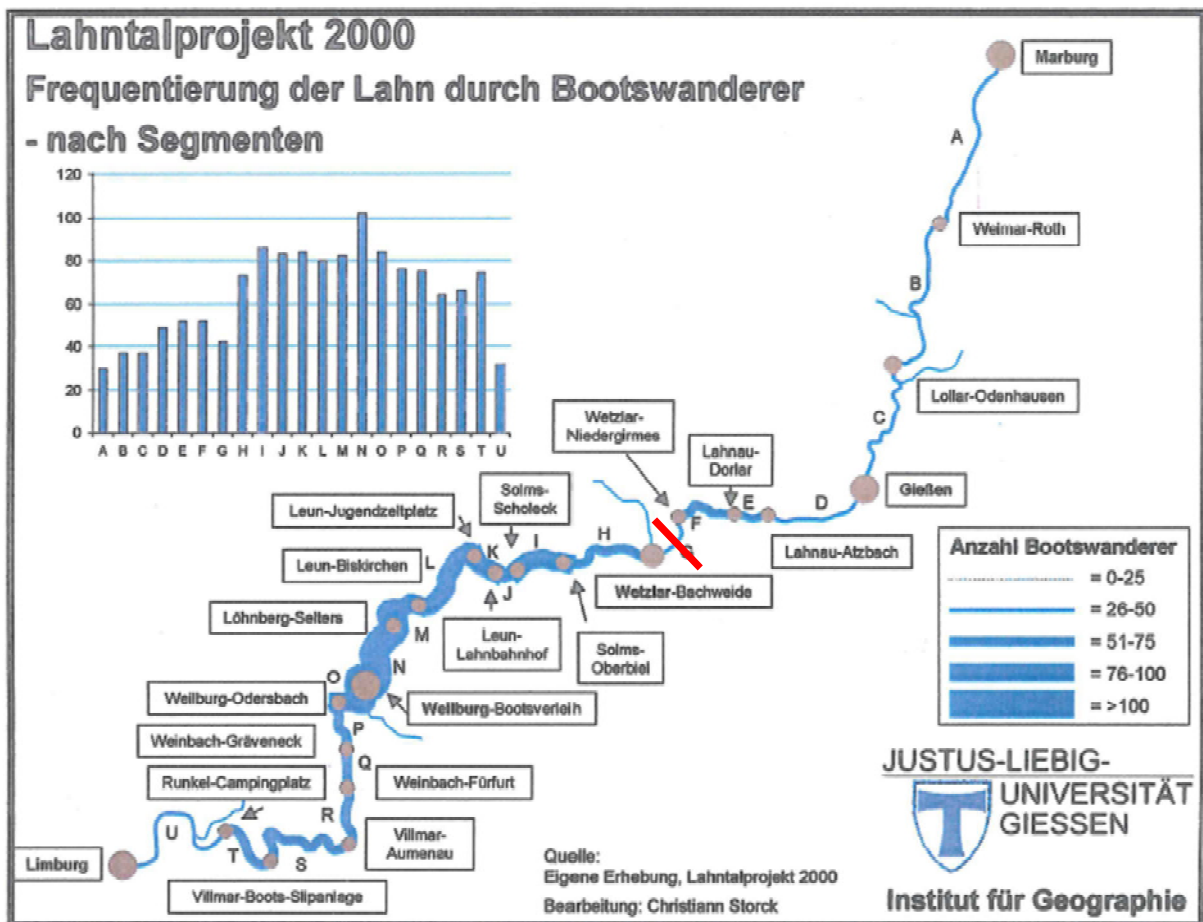 Lahntalprojekt 2000
Frequentierung der Lahn durch Bootswanderer
- nach Segmenten
120
100
80
60
40
20
0
A B C D E F G H I J K L M N O P Q R S T U
Marburg
A
Weimar-Roth
B
Lollar-Odenhausen
C
Gießen
D
Lahnau-Atzbach
E
Lahnau-
Dorlar
F
Wetzlar-
Niedergirmes
G
Wetzlar-Bachweide
H
Solms-
Oberbiel
I
Solms-
Scholeck
J
Leun-
Lahnbahnhof
K
Leun-Jugendzeltplatz
L
Leun-Biskirchen
M
Löhnberg-Selters
N
Weilburg-Bootsverleih
O
Weilburg-Odersbach
P
Weinbach-Gräveneck
Q
Weinbach-Fürfurt
R
Villmar-
Aumenau
S
Villmar-Boots-Slipanlage
T
Runkel-Campingplatz
U
Limburg
Anzahl Bootswanderer
= 0-25
= 26-50
= 51-75
= 76-100
= >100
JUSTUS-LIEBIG-
UNIVERSITÄT
GIESSEN
Institut für Geographie
Quelle:
Eigene Erhebung, Lahntalprojekt 2000
Bearbeitung: Christiann Storck